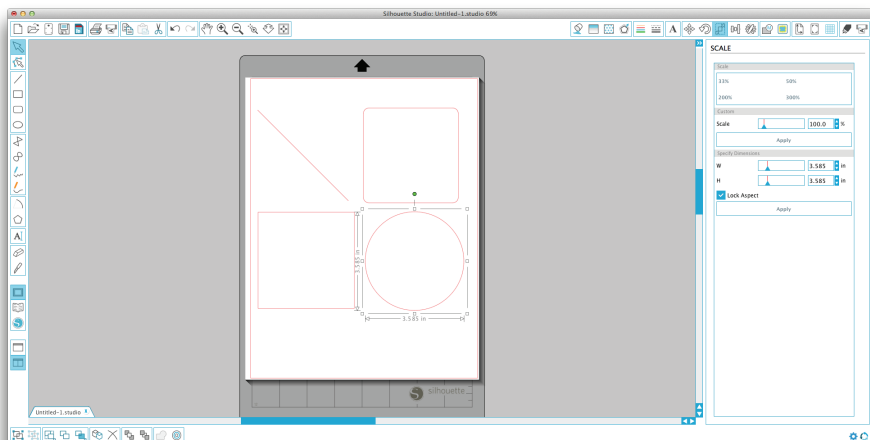 Silhouette Studio: Untitled-1.studio 69%
SCALE
Scale
33% 50%
200% 300%
Custom
Scale 100.0 %
Apply
Specify Dimensions
W 3.585 in
H 3.585 in
Lock Aspect
Apply
3.585 in
3.585 in
silhouette
Untitled-1.studio